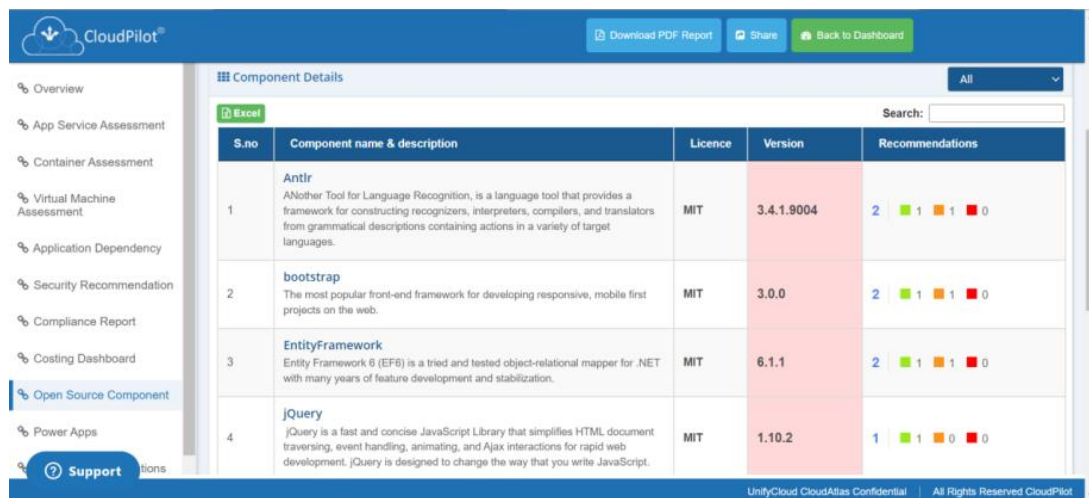 CloudPilot®
Download PDF Report
Share
Back to Dashboard
Overview
App Service Assessment
Container Assessment
Virtual Machine
Assessment
Application Dependency
Security Recommendation
Compliance Report
Costing Dashboard
Open Source Component
Power Apps
tions
Support
Component Details
All
Excel
Search:
S.no Component name & description Licence Version Recommendations
Antlr
1 ANother Tool for Language Recognition, is a language tool that provides a
framework for constructing recognizers, interpreters, compilers, and translators
from grammatical descriptions containing actions in a variety of target
languages.
MIT 3.4.1.9004 2 1 1 0
bootstrap
2 The most popular front-end framework for developing responsive, mobile first
projects on the web.
MIT 3.0.0 2 1 1 0
EntityFramework
3 Entity Framework 6 (EF6) is a tried and tested object-relational mapper for .NET
with many years of feature development and stabilization.
MIT 6.1.1 2 1 1 0
jQuery
4 jQuery is a fast and concise JavaScript Library that simplifies HTML document
traversing, event handling, animating, and Ajax interactions for rapid web
development. jQuery is designed to change the way that you write JavaScript.
MIT 1.10.2 1 1 0 0
UnifyCloud CloudAtlas Confidential | All Rights Reserved CloudPilot